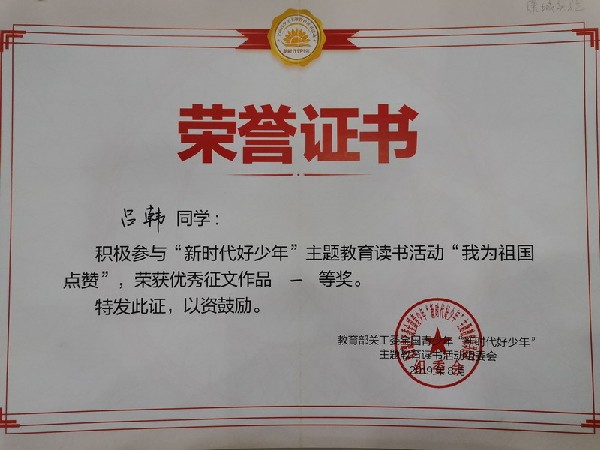 荣誉证书
吕韩 同学：
积极参与“新时代好少年”主题教育读书活动“我为祖国
点赞”，荣获优秀征文作品 一 等奖。
特发此证，以资鼓励。
教育部关工委全国青少年“新时代好少年”
主题教育读书活动组委会
2019年8月
组委会